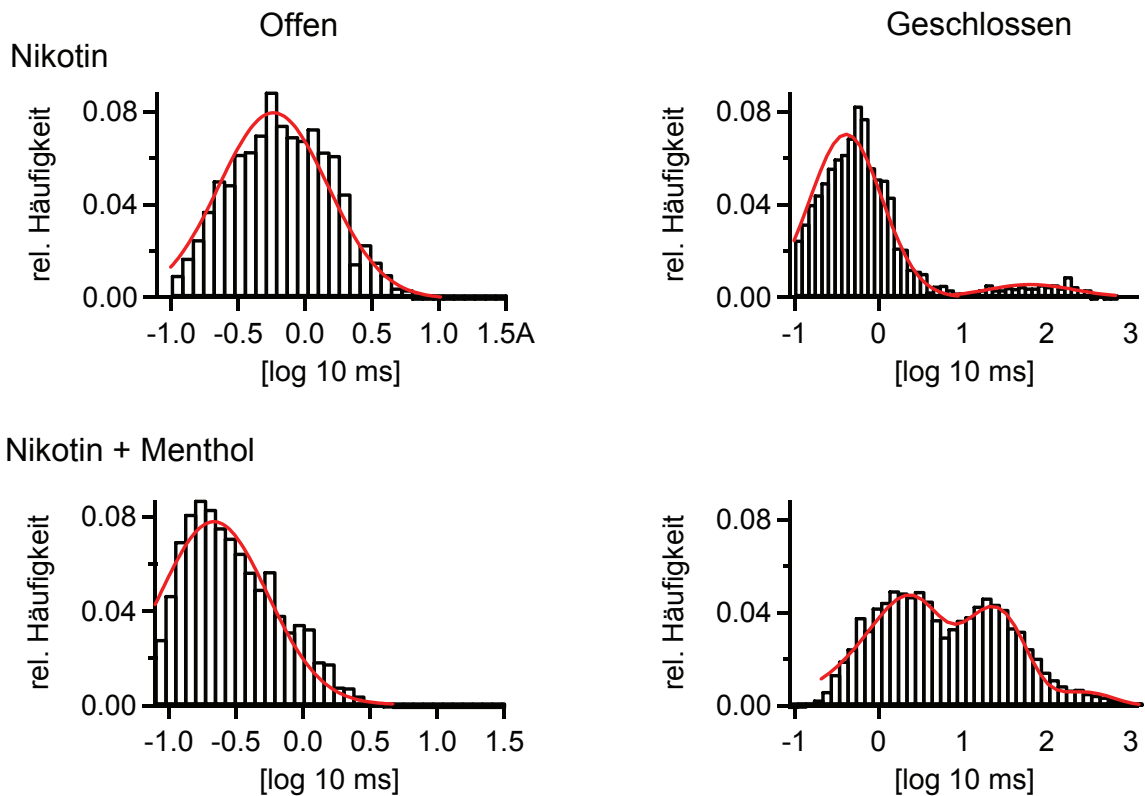 Offen
Geschlossen
Nikotin
rel. Häufigkeit
0.08
0.04
0.00
-1.0 -0.5 0.0 0.5 1.0 1.5A
[log 10 ms]
rel. Häufigkeit
0.08
0.04
0.00
-1 0 1 2 3
[log 10 ms]
Nikotin + Menthol
rel. Häufigkeit
0.08
0.04
0.00
-1.0 -0.5 0.0 0.5 1.0 1.5
[log 10 ms]
rel. Häufigkeit
0.08
0.04
0.00
-1 0 1 2 3
[log 10 ms]